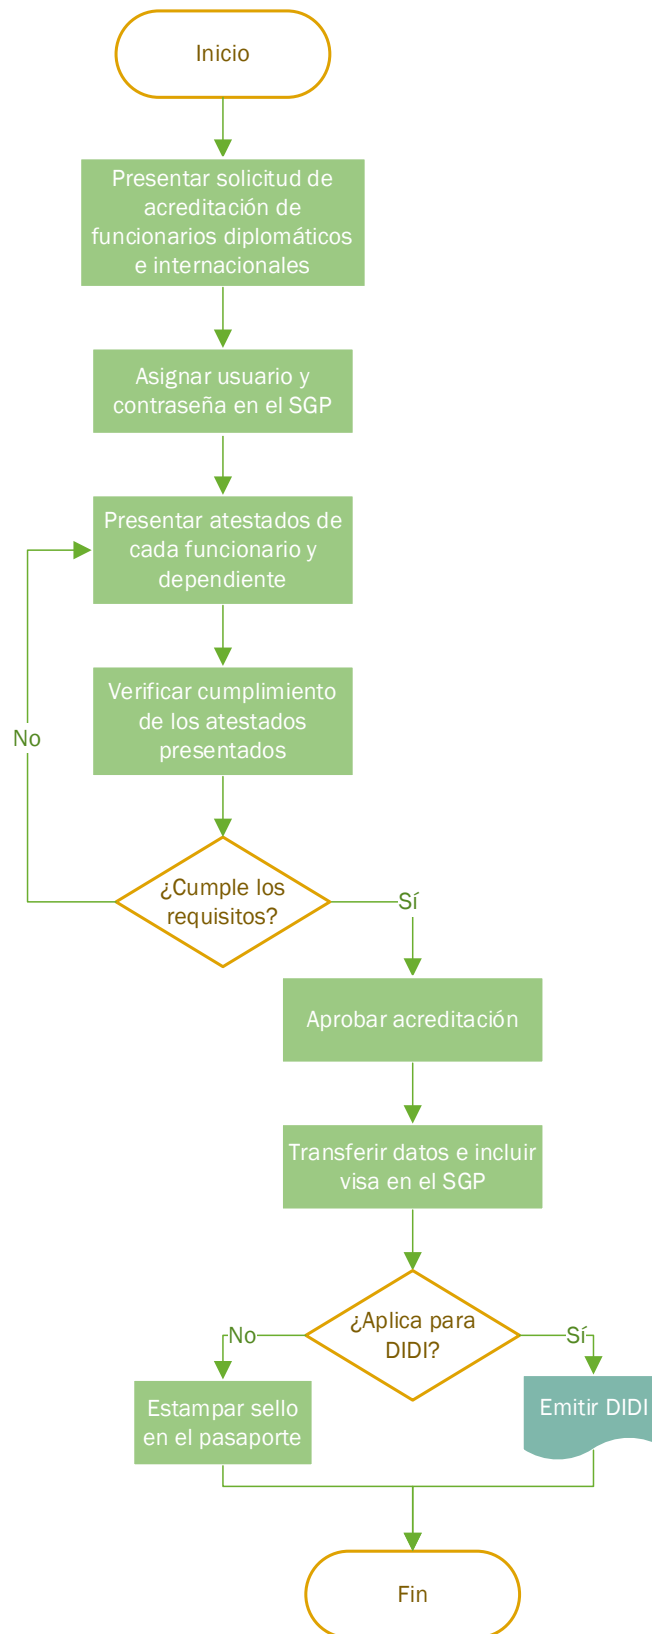 Inicio
Presentar solicitud de
acreditación de
funcionarios diplomáticos
e internacionales
Asignar usuario y
contraseña en el SGP
Presentar atestados de
cada funcionario y
dependiente
Verificar cumplimiento
de los atestados
presentados
No
¿Cumple los
requisitos?
Sí
Aprobar acreditación
Transferir datos e incluir
visa en el SGP
¿Aplica para
DIDI?
No
Sí
Estampar sello
en el pasaporte
Emitir DIDI
Fin